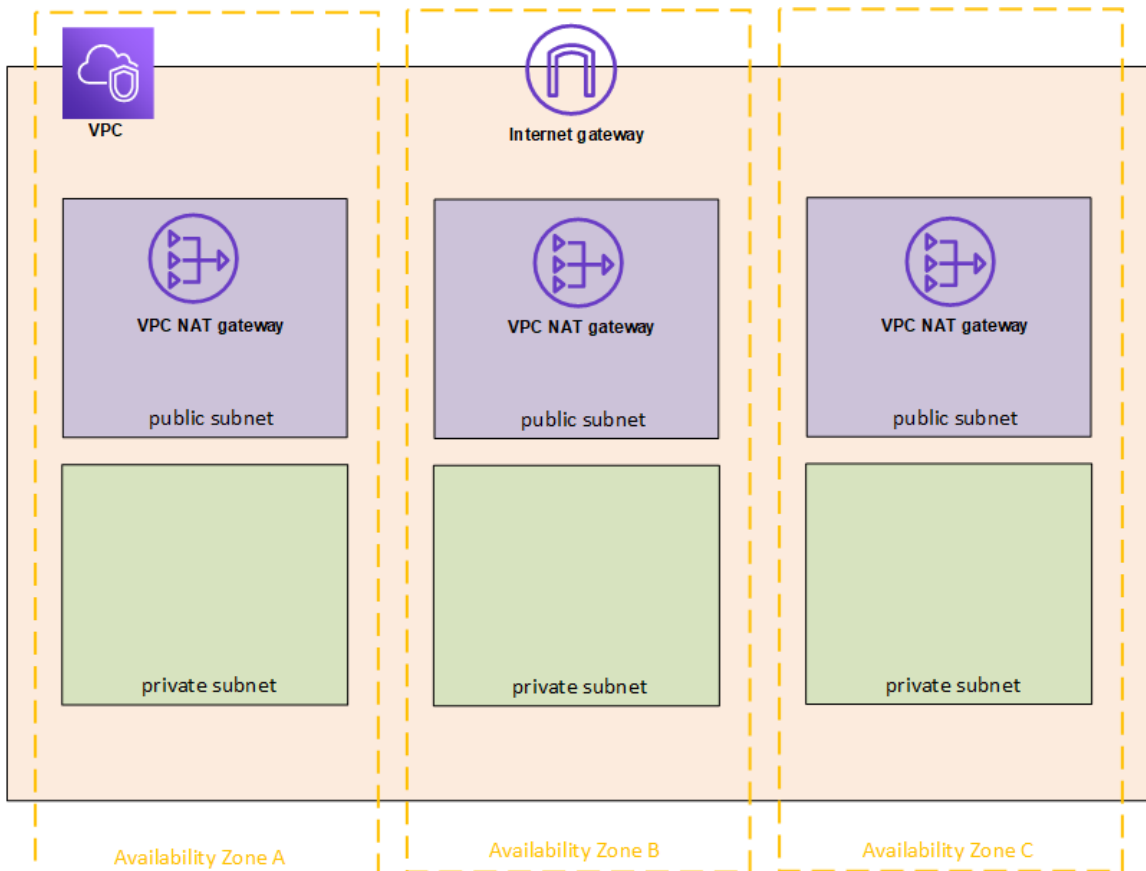 VPC
Internet gateway
VPC NAT gateway
VPC NAT gateway
VPC NAT gateway
public subnet
public subnet
public subnet
private subnet
private subnet
private subnet
Availability Zone A
Availability Zone B
Availability Zone C